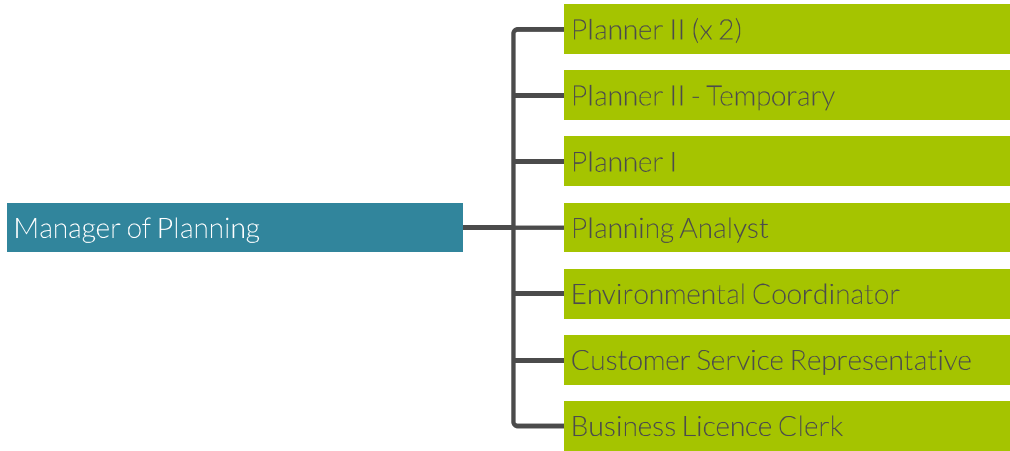 Manager of Planning
Planner II (x 2)
Planner II - Temporary
Planner I
Planning Analyst
Environmental Coordinator
Customer Service Representative
Business Licence Clerk